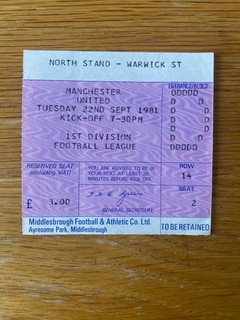 NORTH STAND - WARWICK ST
MANCHESTER
UNITED
TUESDAY 22ND SEPT 1981
KICK-OFF 7-30PM
1ST DIVISION
FOOTBALL LEAGUE
ENTRANCE/BLOCK
DDDDD
D D
D D
D D
D D
DDDDD
RESERVED SEAT
(including VAT)
£ 3.00
YOU ARE ADVISED TO BE IN
YOUR SEAT AT LEAST
30 MINUTES BEFORE KICK OFF.
GENERAL SECRETARY
ROW
14
SEAT
2
Middlesbrough Football & Athletic Co. Ltd.
Ayresome Park, Middlesbrough
TO BE RETAINED